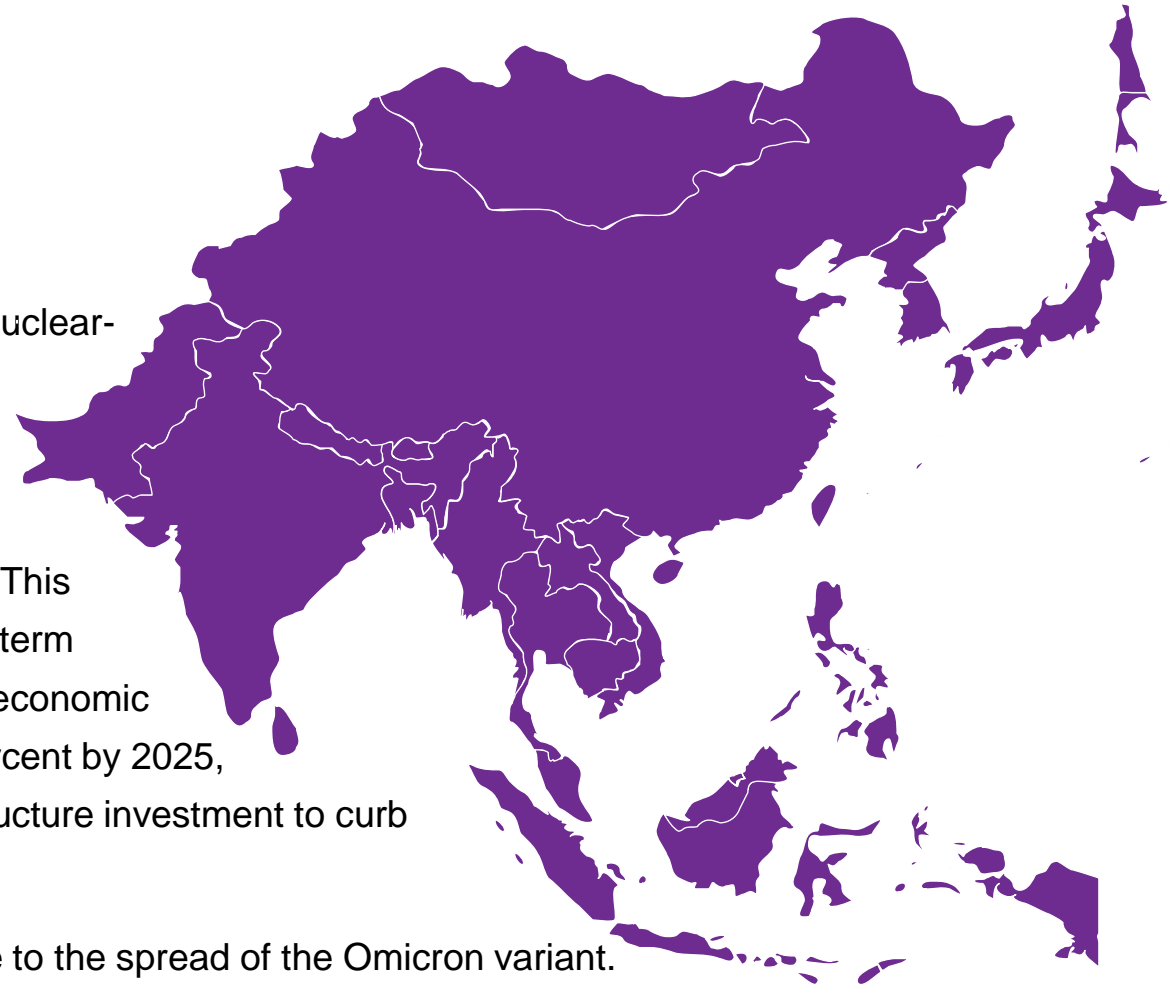 uclear-
This
term
economic
rcent by 2025,
ucture investment to curb
e to the spread of the Omicron variant.